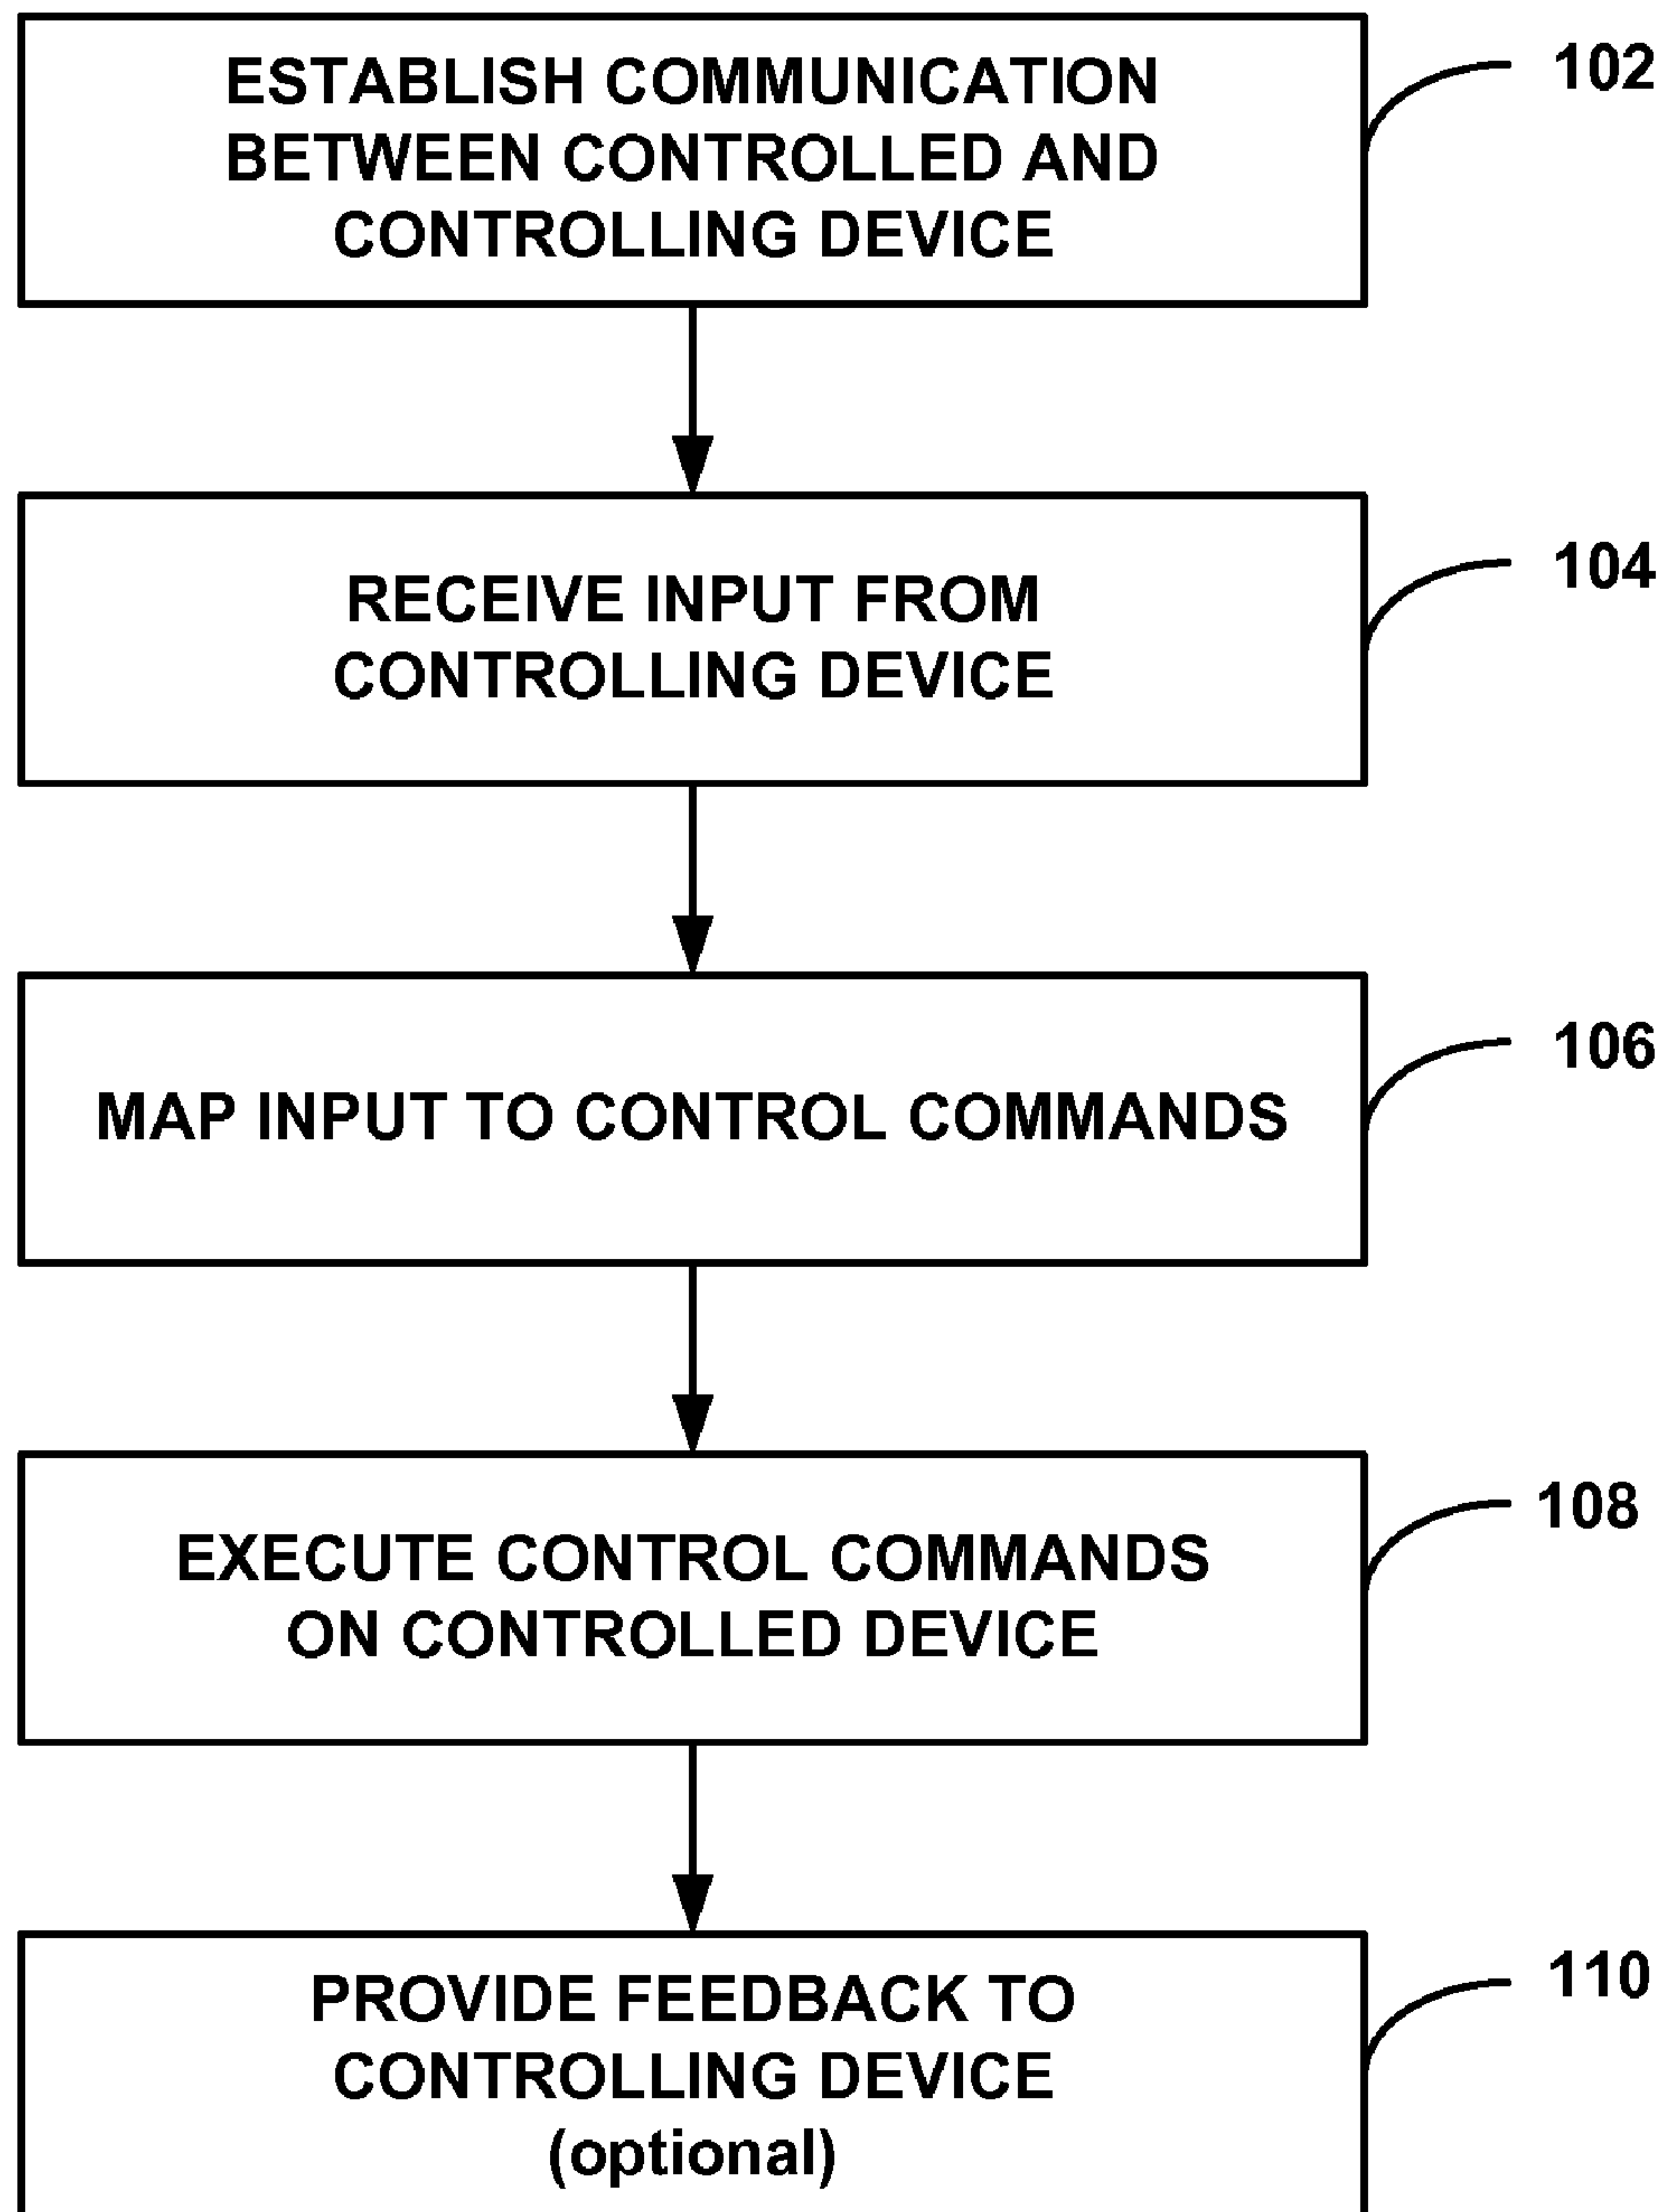 ESTABLISH COMMUNICATION
BETWEEN CONTROLLED AND
CONTROLLING DEVICE
102
RECEIVE INPUT FROM
CONTROLLING DEVICE
104
MAP INPUT TO CONTROL COMMANDS
106
EXECUTE CONTROL COMMANDS
ON CONTROLLED DEVICE
108
PROVIDE FEEDBACK TO
CONTROLLING DEVICE
(optional)
110